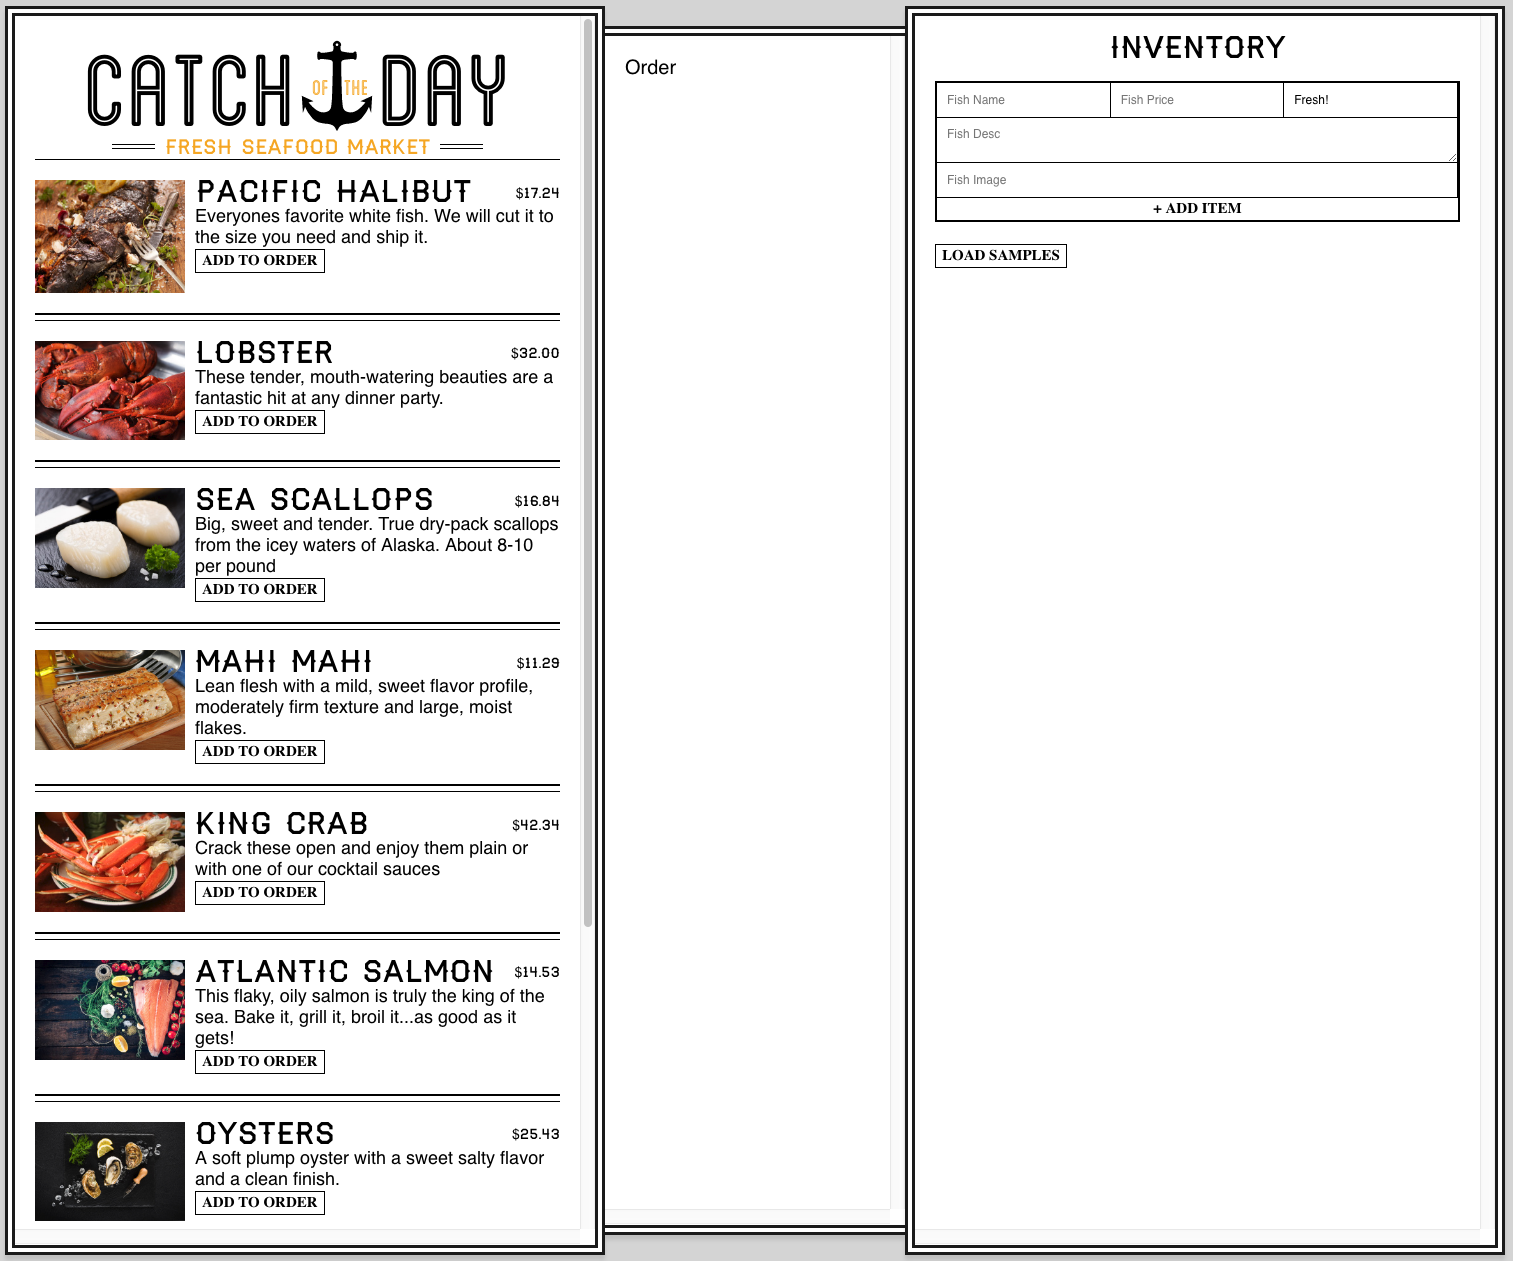 CATCH OF THE DAY
FRESH SEAFOOD MARKET
PACIFIC HALIBUT $17.24
Everyones favorite white fish. We will cut it to
the size you need and ship it.
ADD TO ORDER
LOBSTER $32.00
These tender, mouth-watering beauties are a
fantastic hit at any dinner party.
ADD TO ORDER
SEA SCALLOPS $16.84
Big, sweet and tender. True dry-pack scallops
from the icey waters of Alaska. About 8-10
per pound
ADD TO ORDER
MAHI MAHI $11.29
Lean flesh with a mild, sweet flavor profile,
moderately firm texture and large, moist
flakes.
ADD TO ORDER
KING CRAB $42.34
Crack these open and enjoy them plain or
with one of our cocktail sauces
ADD TO ORDER
ATLANTIC SALMON $14.53
This flaky, oily salmon is truly the king of the
sea. Bake it, grill it, broil it...as good as it
gets!
ADD TO ORDER
OYSTERS $25.43
A soft plump oyster with a sweet salty flavor
and a clean finish.
ADD TO ORDER
Order
INVENTORY
Fish Name Fish Price Fresh!
Fish Desc
Fish Image
+ ADD ITEM
LOAD SAMPLES